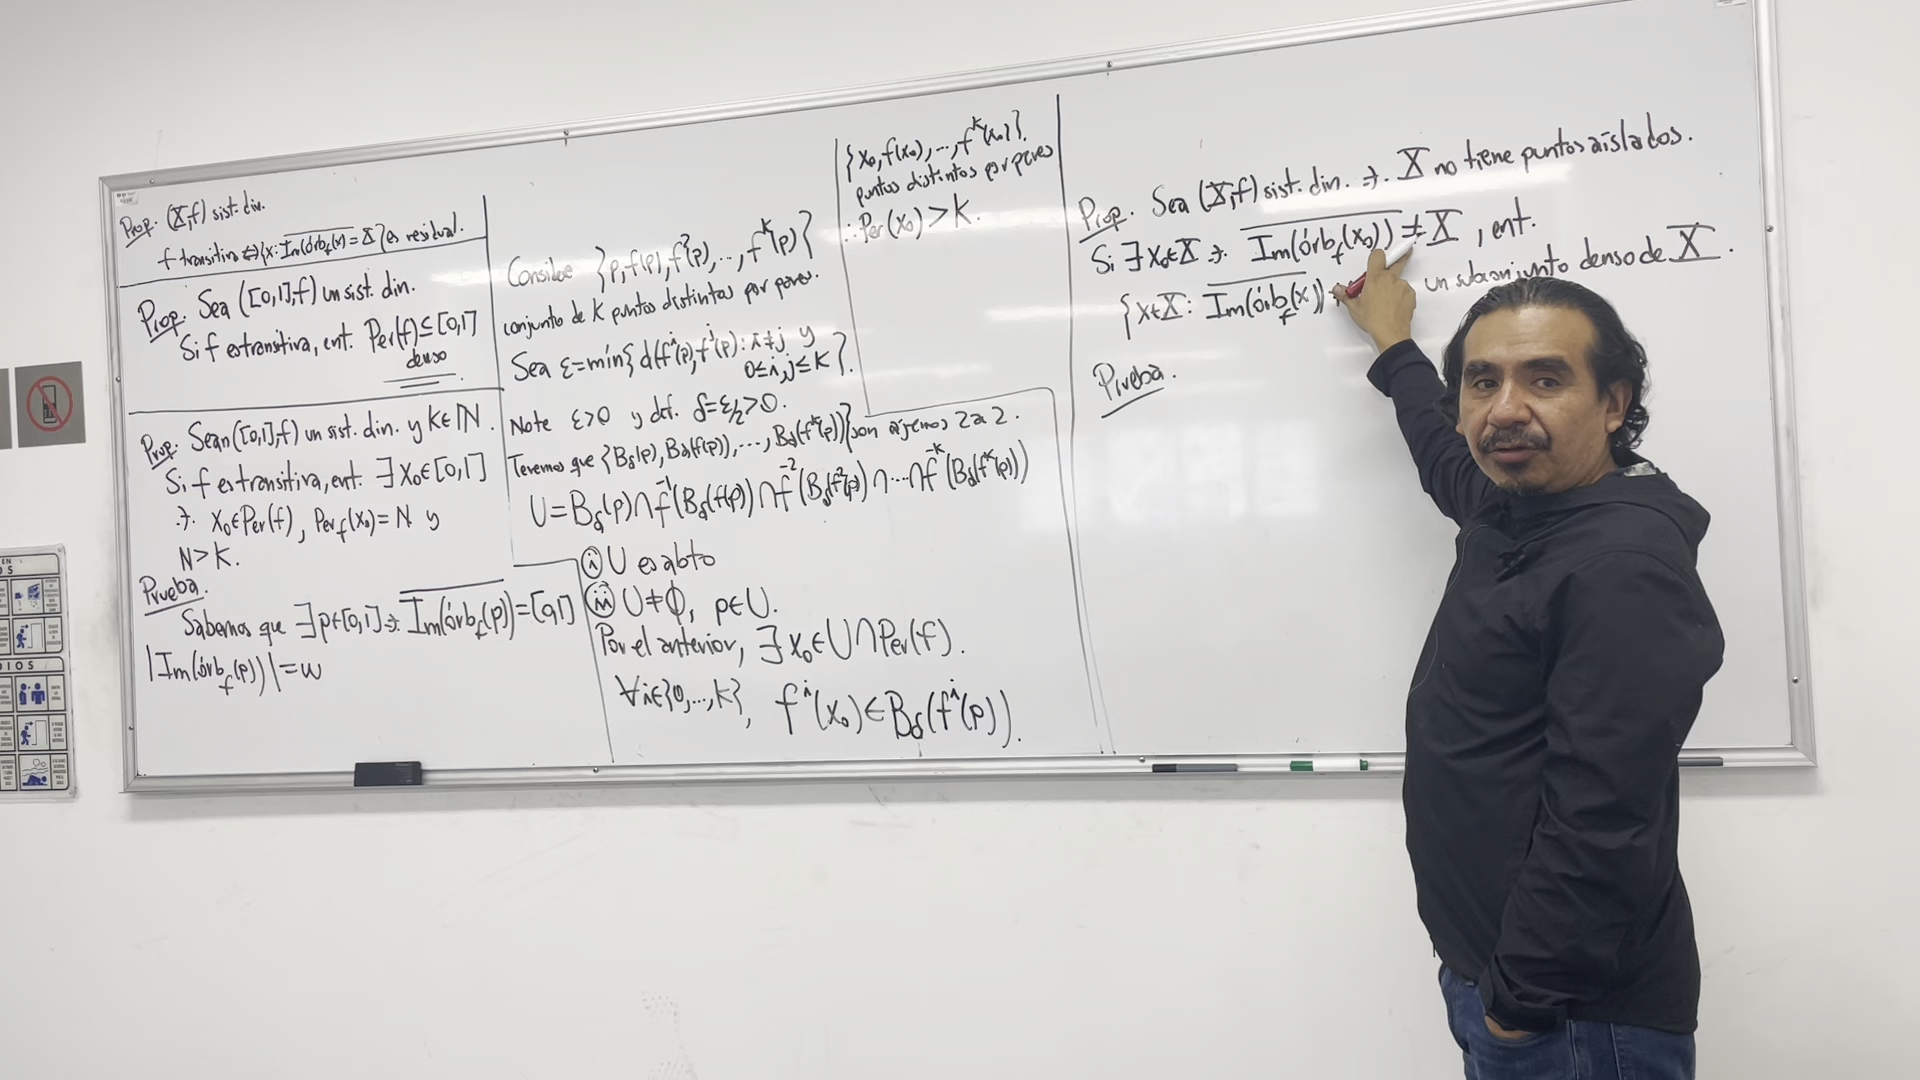 Prop. (X,f) sist. din.
f transitiva ⇔ {x: \overline{Im(órb_f(x))} = X} es residual.
Prop. Sea ([0,1],f) un sist. din.
Si f es transitiva, ent. Per(f) ⊆ [0,1]
denso
Prop. Sean ([0,1],f) un sist. din. y K∈ℕ.
Si f es transitiva, ent. ∃ x₀∈[0,1]
∋. x₀∈Per(f), Per_f(x₀)=N y
N>K.
Prueba.
Sabemos que ∃ p∈[0,1] ∋. \overline{Im(órb_f(p))}=[0,1]
|Im(órb_f(p))|=ω
Considere {p, f(p), f²(p), ..., f^k(p)}
conjunto de K puntos distintos por pares.
Sea ε=mín{d(f^i(p), f^j(p)): i≠j y
0≤i,j≤K}.
Note ε>0 y def. δ=ε/2>0.
Tenemos que {B_δ(p), B_δ(f(p)), ..., B_δ(f^k(p))} son ajenos 2 a 2.
U=B_δ(p)∩f^{-1}(B_δ(f(p))∩f^{-2}(B_δ(f²(p))∩...∩f^{-k}(B_δ(f^k(p)))
(i) U es abto
(ii) U≠∅, p∈U.
Por el anterior, ∃ x₀∈U∩Per(f).
∀i∈{0,...,k}, f^i(x₀)∈B_δ(f^i(p)).
{x₀, f(x₀), ..., f^k(x₀)}.
puntos distintos por pares
∴ Per(x₀)>K.
Prop. Sea (X,f) sist. din. ∋. X no tiene puntos aislados.
Si ∃ x₀∈X ∋. \overline{Im(órb_f(x₀))} ≠ X, ent.
{x∈X: \overline{Im(órb_f(x))} un subconjunto denso de X.
Prueba.